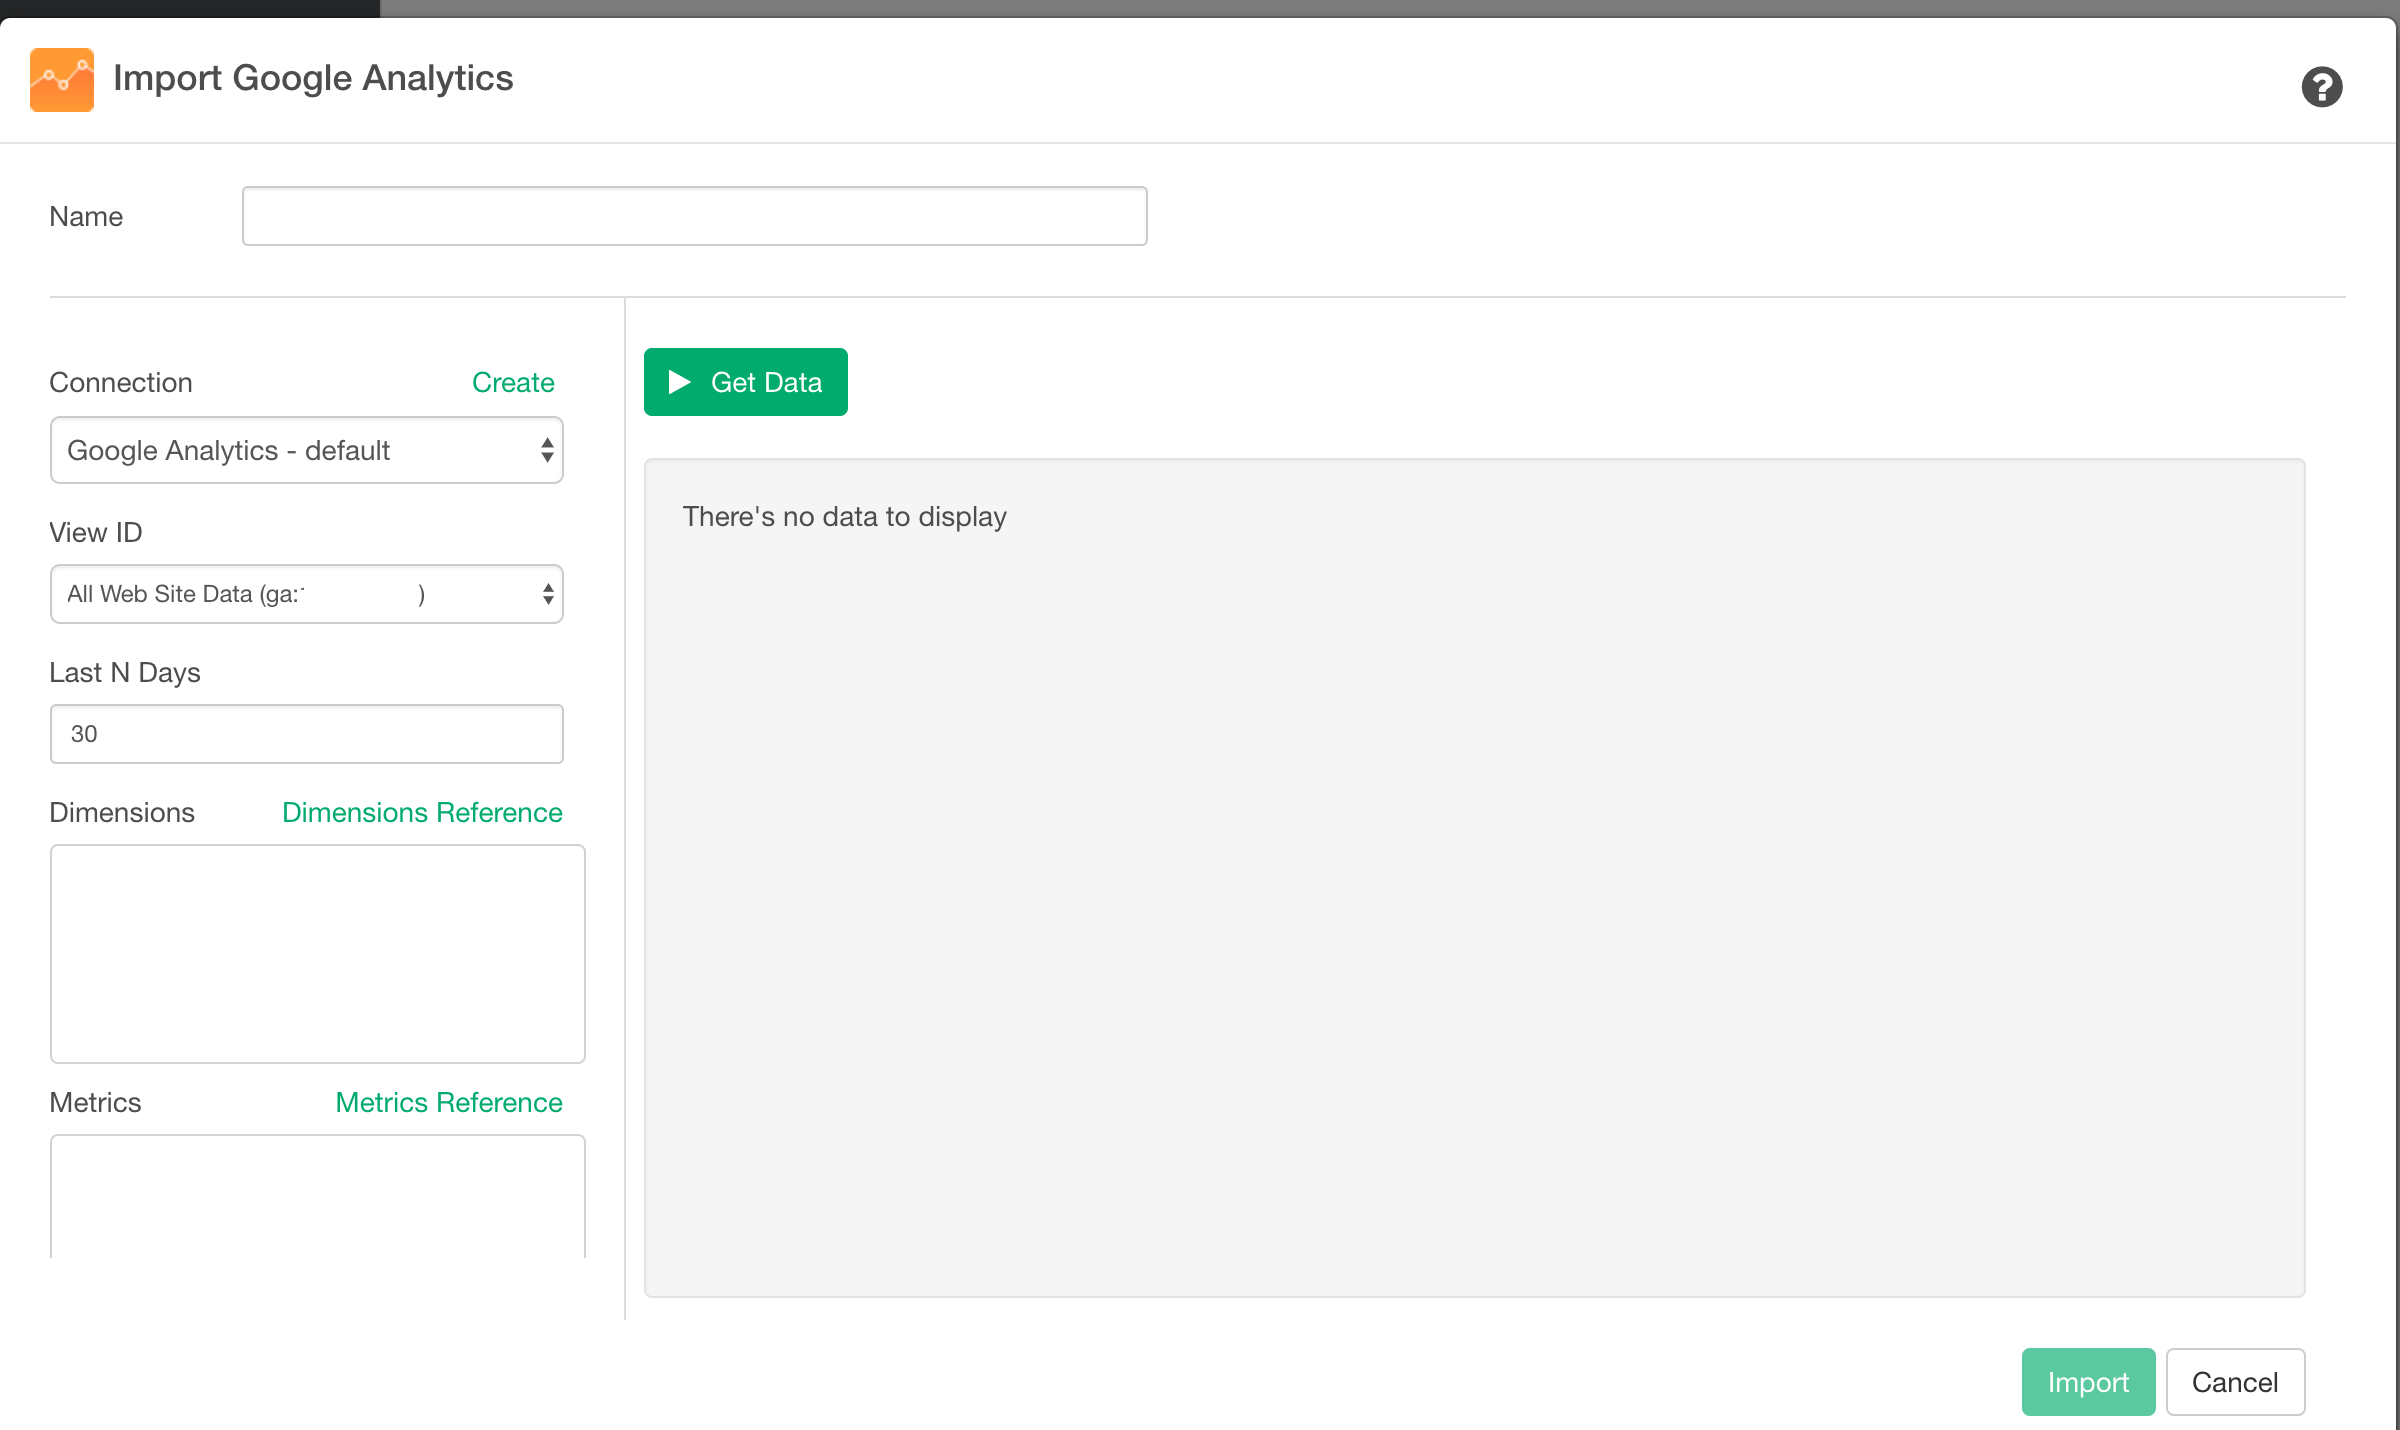 Import Google Analytics
?
Name
Connection
Create
Google Analytics - default
View ID
All Web Site Data (ga: )
Last N Days
30
Dimensions
Dimensions Reference
Metrics
Metrics Reference
Get Data
There's no data to display
Import
Cancel